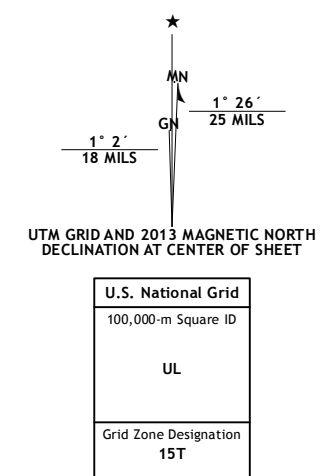 ★
MN
1° 26´
25 MILS
GN
1° 2´
18 MILS
UTM GRID AND 2013 MAGNETIC NORTH
DECLINATION AT CENTER OF SHEET
U.S. National Grid
100,000-m Square ID
UL
Grid Zone Designation
15T